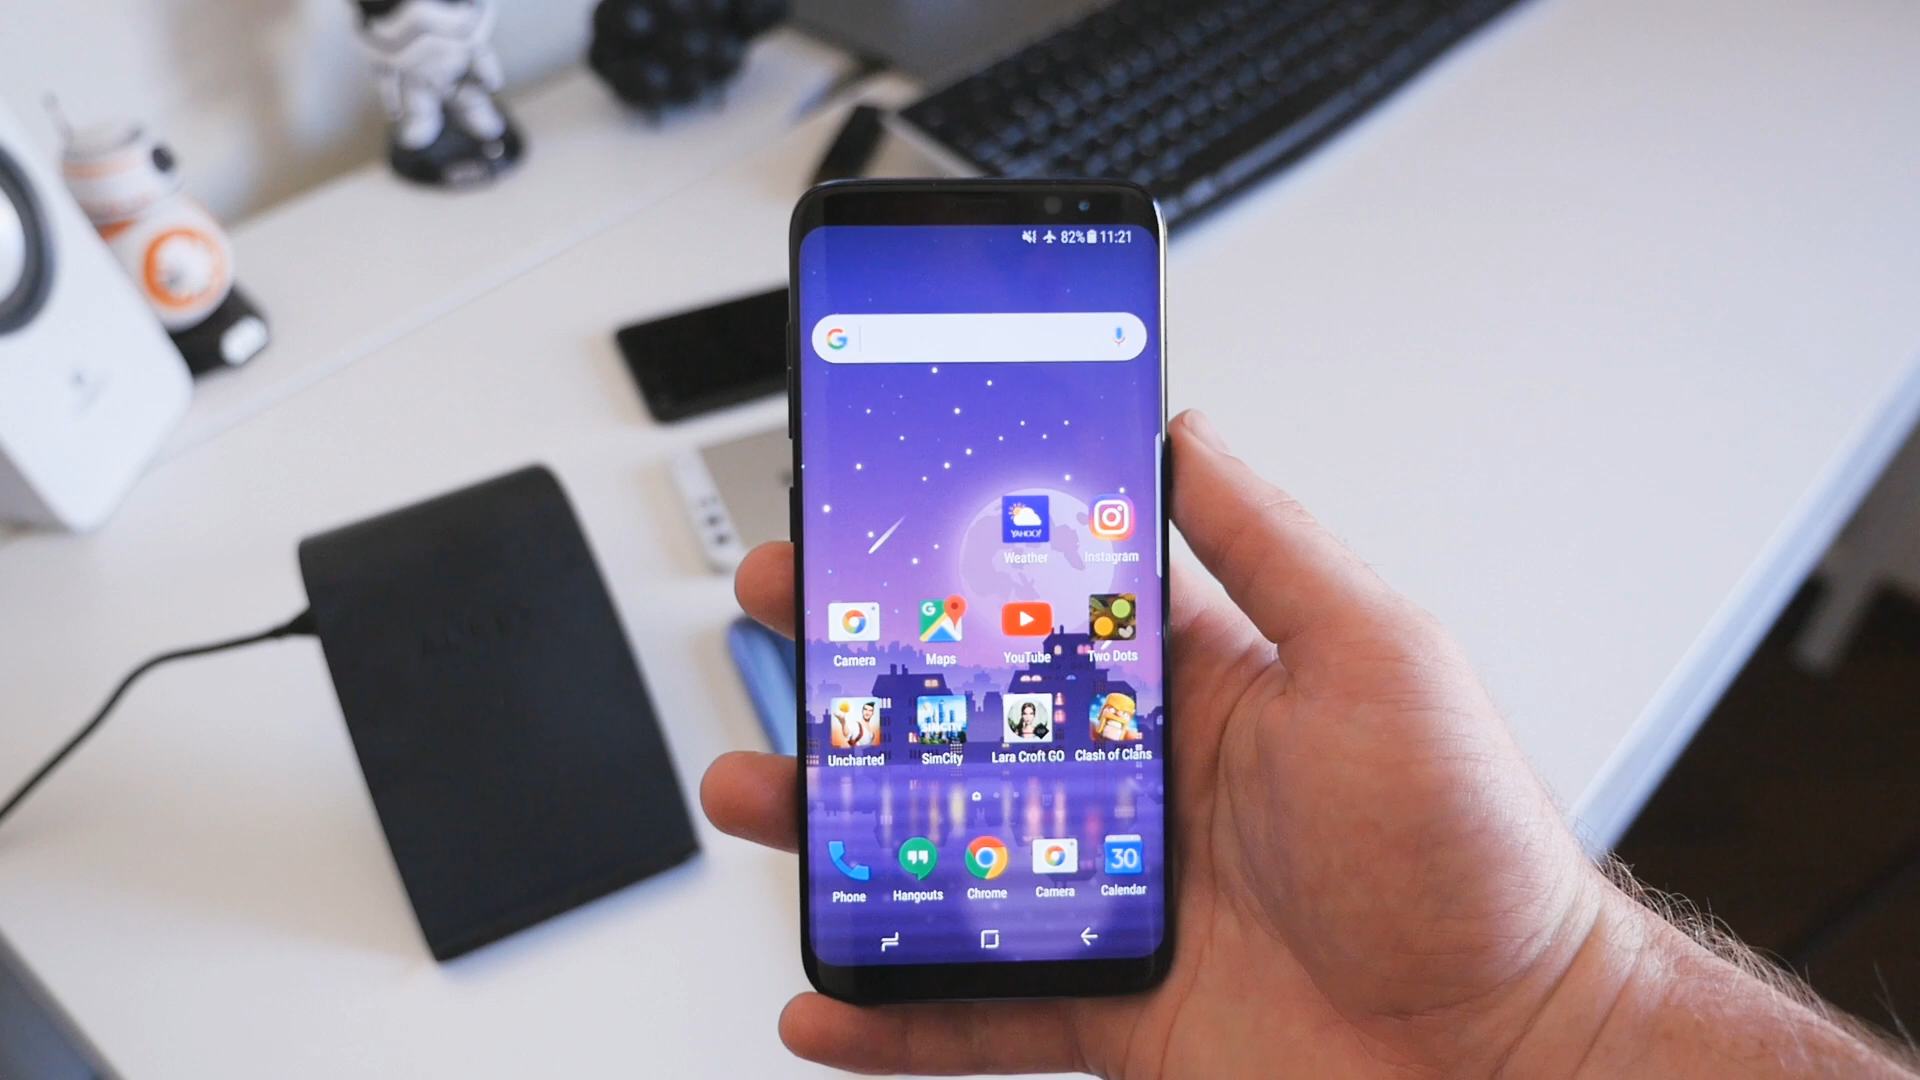 82% 11:21
G
YAHOO!
Weather
Instagram
G
Camera
Maps
YouTube
Two Dots
SIMCITY
Uncharted
SimCity
Lara Croft GO
Clash of Clans
30
Phone
Hangouts
Chrome
Camera
Calendar